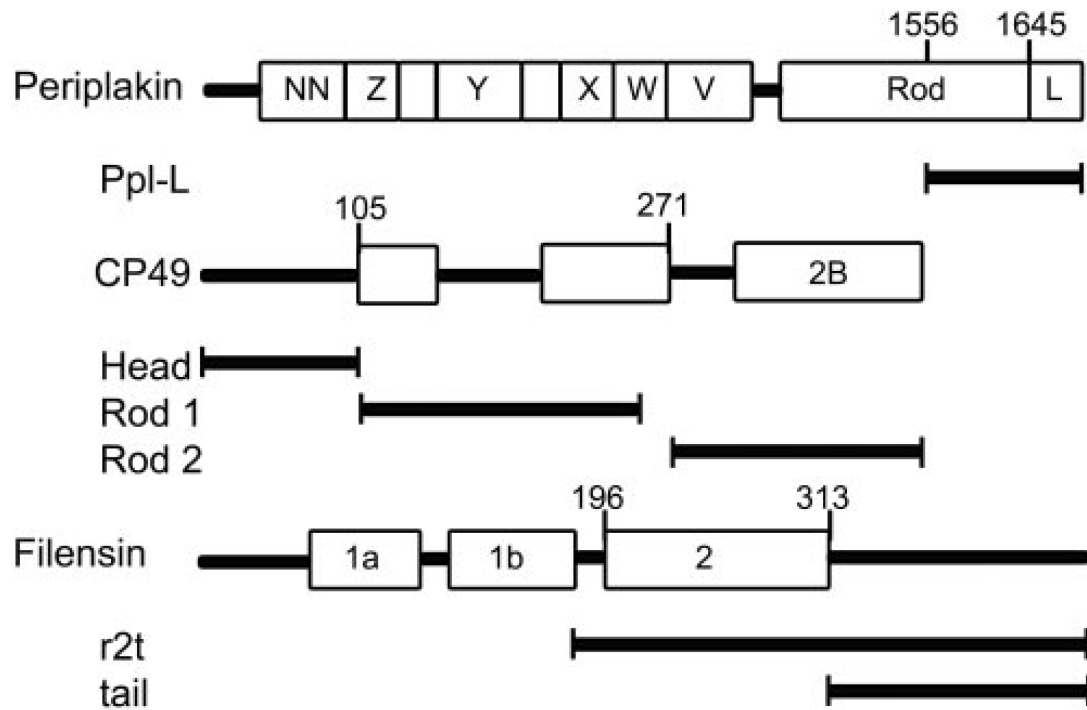 1556 1645
Periplakin NN Z Y X W V Rod L
Ppl-L
105 271
CP49 2B
Head
Rod 1
Rod 2
196 313
Filensin 1a 1b 2
r2t
tail